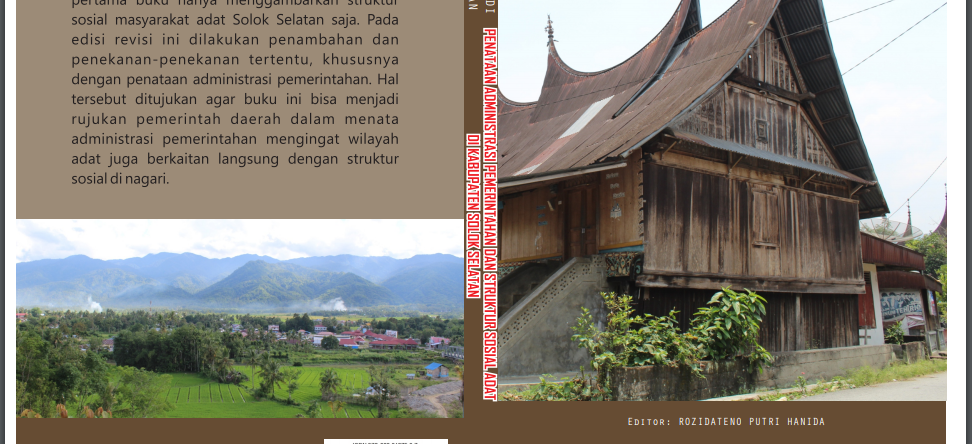 pertama buku hanya menggambarkan struktur
sosial masyarakat adat Solok Selatan saja. Pada
edisi revisi ini dilakukan penambahan dan
penekanan-penekanan tertentu, khususnya
dengan penataan administrasi pemerintahan. Hal
tersebut ditujukan agar buku ini bisa menjadi
rujukan pemerintah daerah dalam menata
administrasi pemerintahan mengingat wilayah
adat juga berkaitan langsung dengan struktur
sosial di nagari.
DI
AN
PENATAAN ADMINISTRASI PEMERINTAHAN DAN STRUKTUR SOSIAL ADAT
DI KABUPATEN SOLOK SELATAN
Editor: ROZIDATENO PUTRI HANIDA